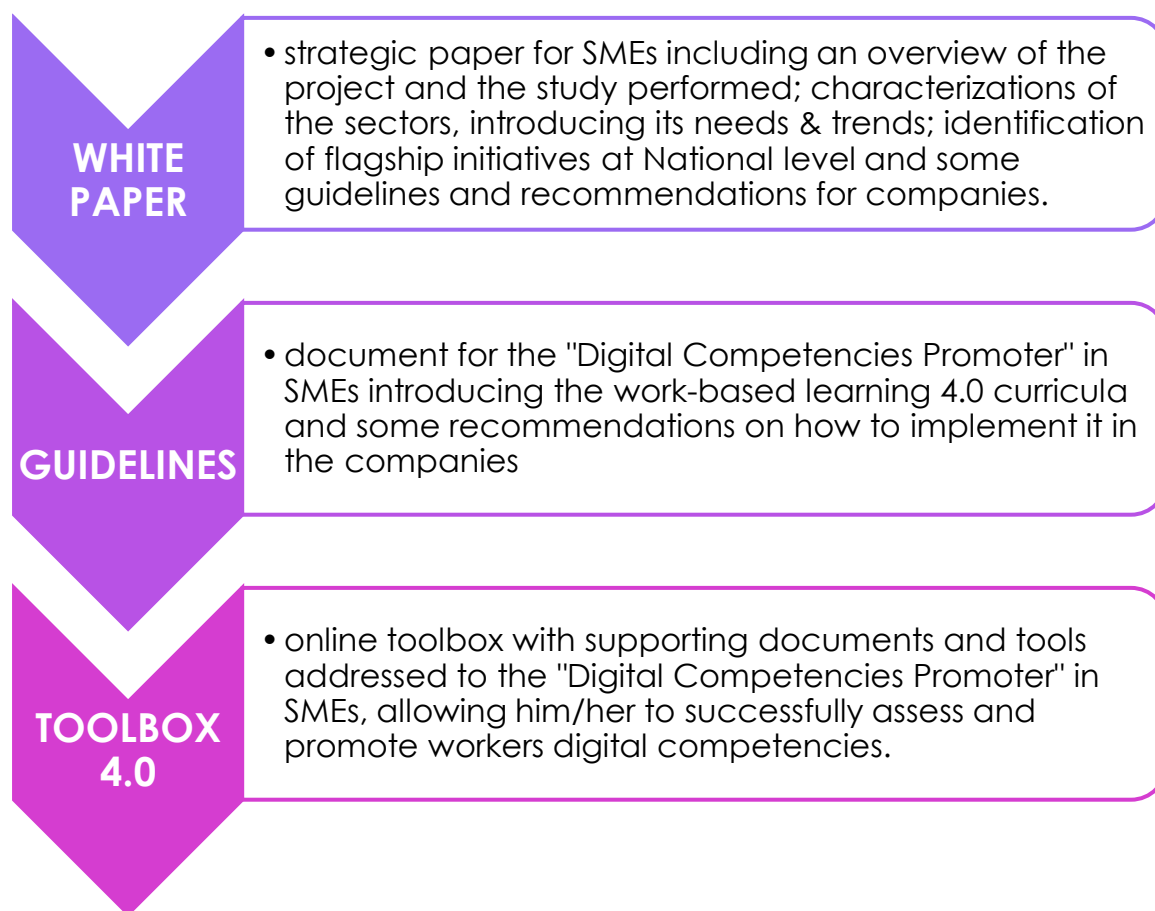 WHITE
PAPER
• strategic paper for SMEs including an overview of the
project and the study performed; characterizations of
the sectors, introducing its needs & trends; identification
of flagship initiatives at National level and some
guidelines and recommendations for companies.
GUIDELINES
• document for the "Digital Competencies Promoter" in
SMEs introducing the work-based learning 4.0 curricula
and some recommendations on how to implement it in
the companies
TOOLBOX
4.0
• online toolbox with supporting documents and tools
addressed to the "Digital Competencies Promoter" in
SMEs, allowing him/her to successfully assess and
promote workers digital competencies.